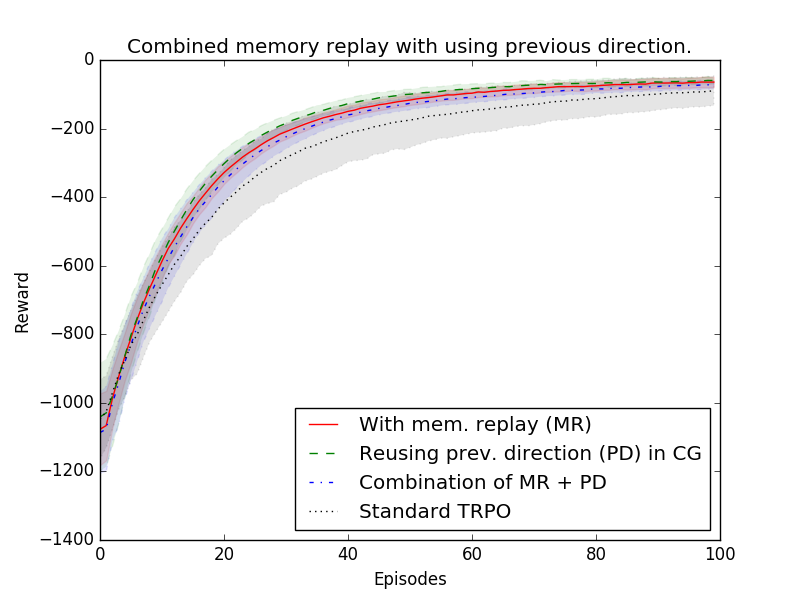 Combined memory replay with using previous direction.
0
−200
−400
−600
−800
−1000
−1200
−1400
Reward
With mem. replay (MR)
Reusing prev. direction (PD) in CG
Combination of MR + PD
Standard TRPO
0 20 40 60 80 100
Episodes